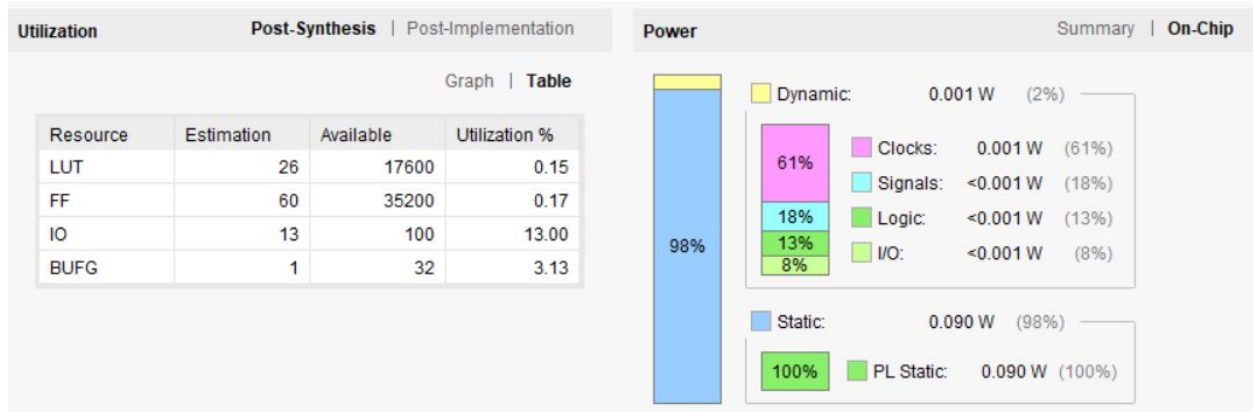 Utilization Post-Synthesis | Post-Implementation
Graph | Table
Resource Estimation Available Utilization %
LUT 26 17600 0.15
FF 60 35200 0.17
IO 13 100 13.00
BUFG 1 32 3.13
Power Summary | On-Chip
98%
Dynamic: 0.001 W (2%)
61% Clocks: 0.001 W (61%)
Signals: <0.001 W (18%)
18% Logic: <0.001 W (13%)
13% I/O: <0.001 W (8%)
8%
Static: 0.090 W (98%)
100% PL Static: 0.090 W (100%)